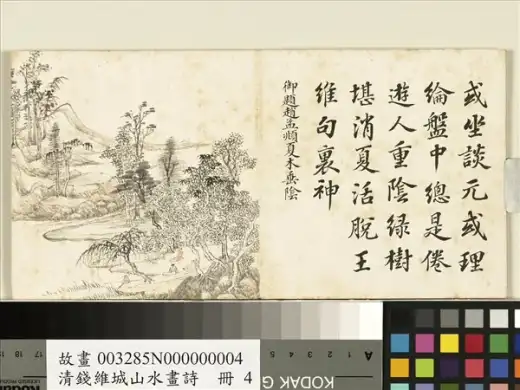 或坐談元或理
綸盤中總是倦
遊人重陰綠樹
堪消夏活脫王
維句裏神
御題趙孟頫夏木垂陰
故畫 003285N000000004
清錢維城山水畫詩 冊 4
KODAK G